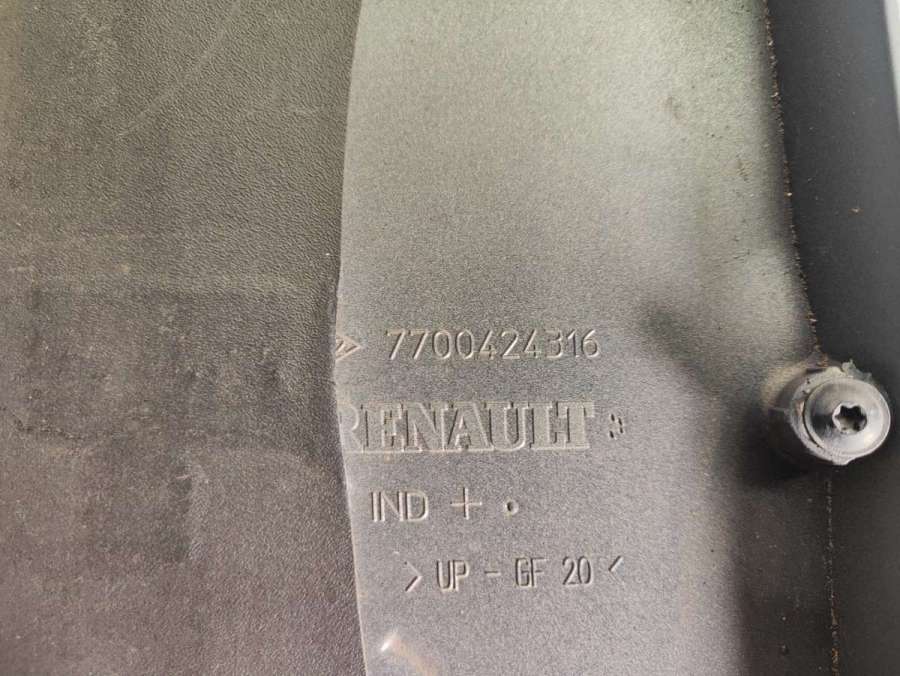 7700424316
RENAULT
IND + .
> UP - GF 20 <